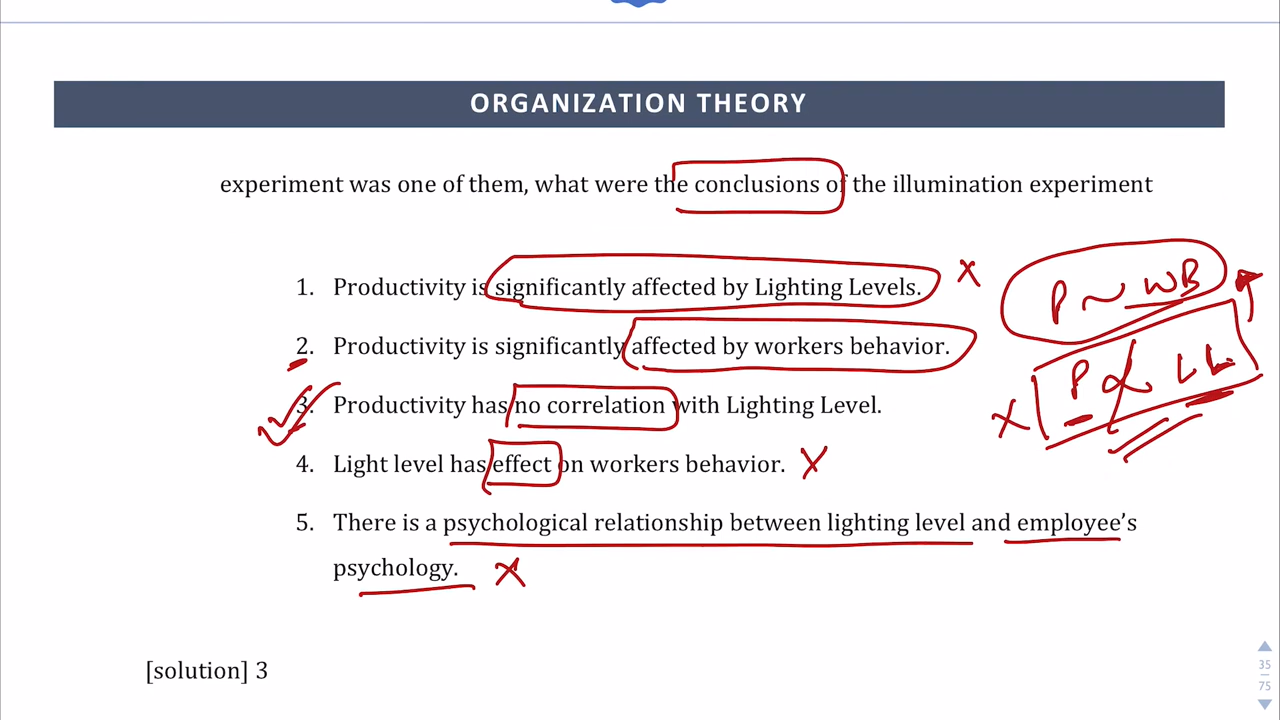 ORGANIZATION THEORY
experiment was one of them, what were the conclusions of the illumination experiment
1. Productivity is significantly affected by Lighting Levels.
2. Productivity is significantly affected by workers behavior.
3. Productivity has no correlation with Lighting Level.
4. Light level has effect on workers behavior.
5. There is a psychological relationship between lighting level and employee's
psychology.
[solution] 3
P ~ WB
P ∝ LL
35
75